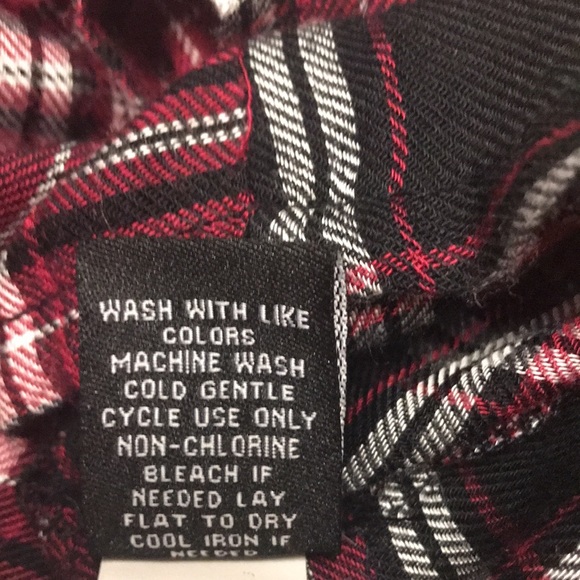 WASH WITH LIKE
COLORS
MACHINE WASH
COLD GENTLE
CYCLE USE ONLY
NON-CHLORINE
BLEACH IF
NEEDED LAY
FLAT TO DRY
COOL IRON IF
NEEDED